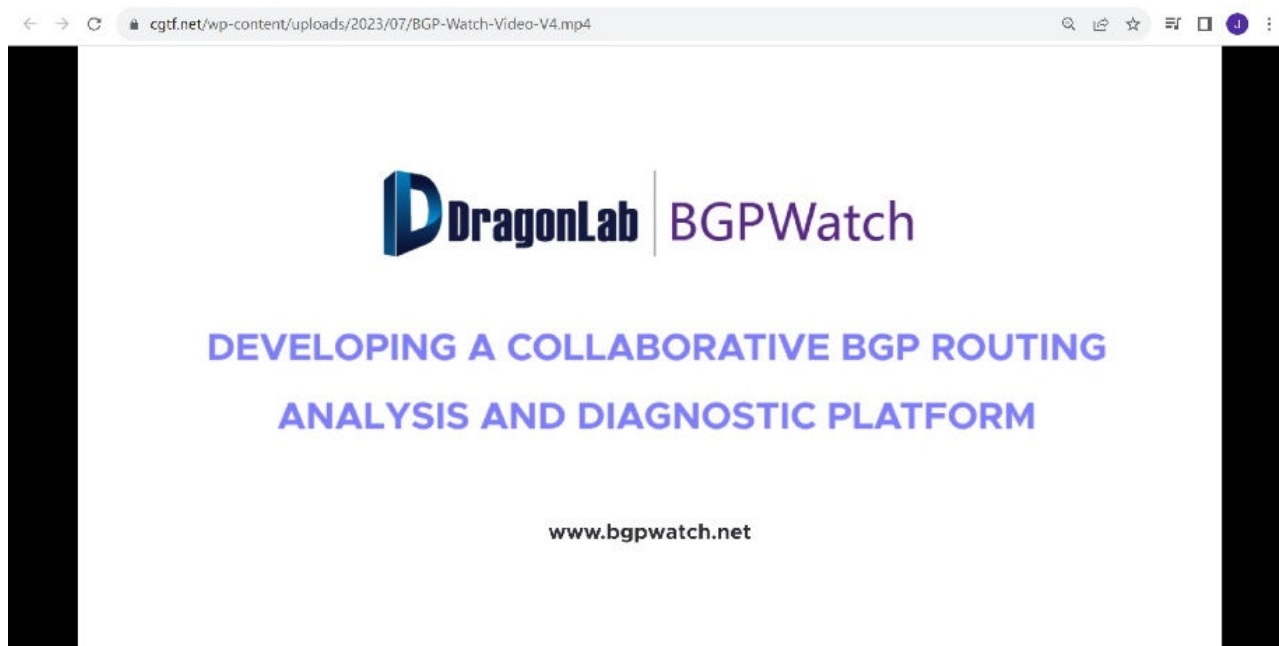 cgtf.net/wp-content/uploads/2023/07/BGP-Watch-Video-V4.mp4
J
DragonLab BGPWatch
DEVELOPING A COLLABORATIVE BGP ROUTING
ANALYSIS AND DIAGNOSTIC PLATFORM
www.bgpwatch.net